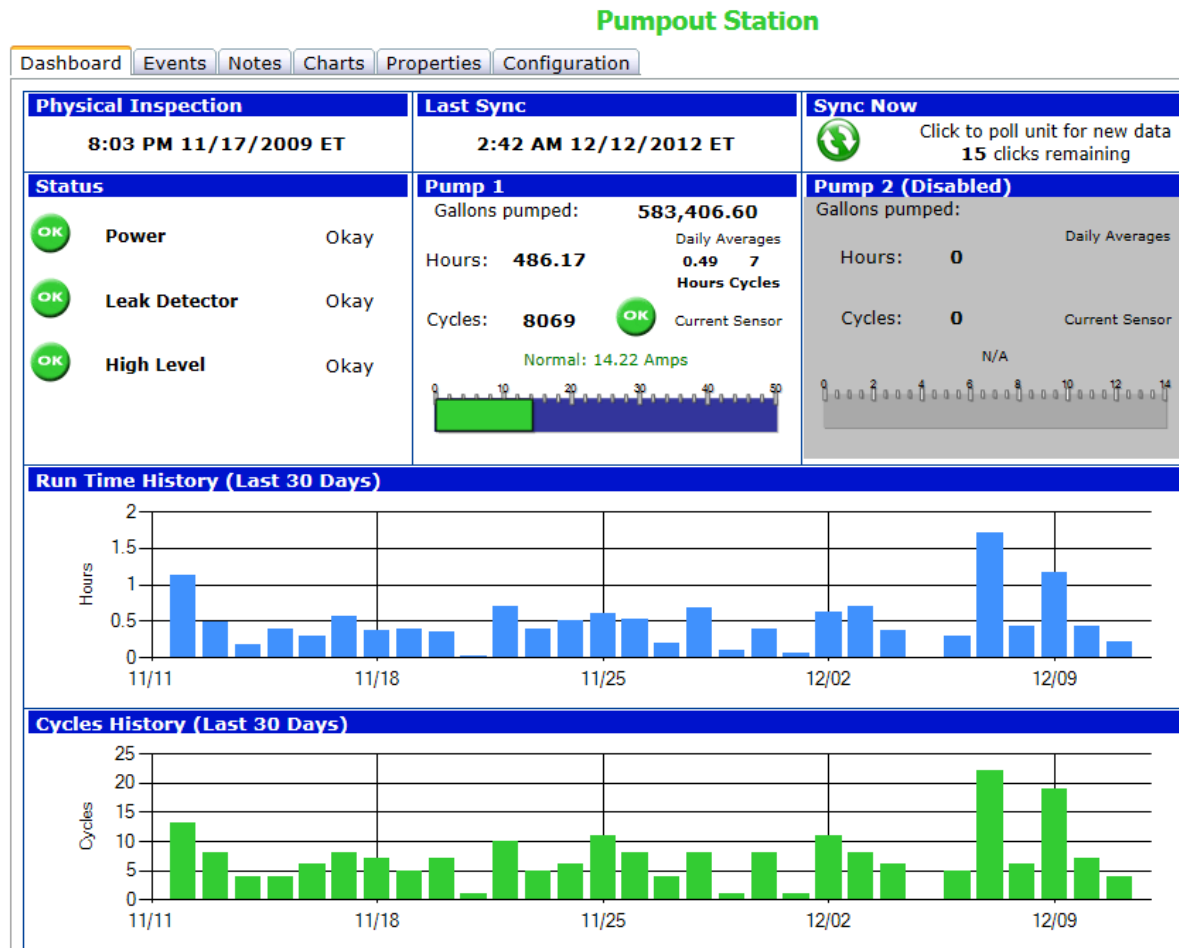 Pumpout Station
Dashboard Events Notes Charts Properties Configuration
Physical Inspection
8:03 PM 11/17/2009 ET
Last Sync
2:42 AM 12/12/2012 ET
Sync Now
Click to poll unit for new data
15 clicks remaining
Status
OK Power Okay
OK Leak Detector Okay
OK High Level Okay
Pump 1
Gallons pumped: 583,406.60
Daily Averages
Hours: 486.17 0.49 7
Hours Cycles
Cycles: 8069 OK Current Sensor
Normal: 14.22 Amps
0 10 20 30 40 50
Pump 2 (Disabled)
Gallons pumped:
Daily Averages
Hours: 0
Cycles: 0 Current Sensor
N/A
0 2 4 6 8 10 12 14
Run Time History (Last 30 Days)
Hours
2
1.5
1
0.5
0
11/11 11/18 11/25 12/02 12/09
Cycles History (Last 30 Days)
Cycles
25
20
15
10
5
0
11/11 11/18 11/25 12/02 12/09